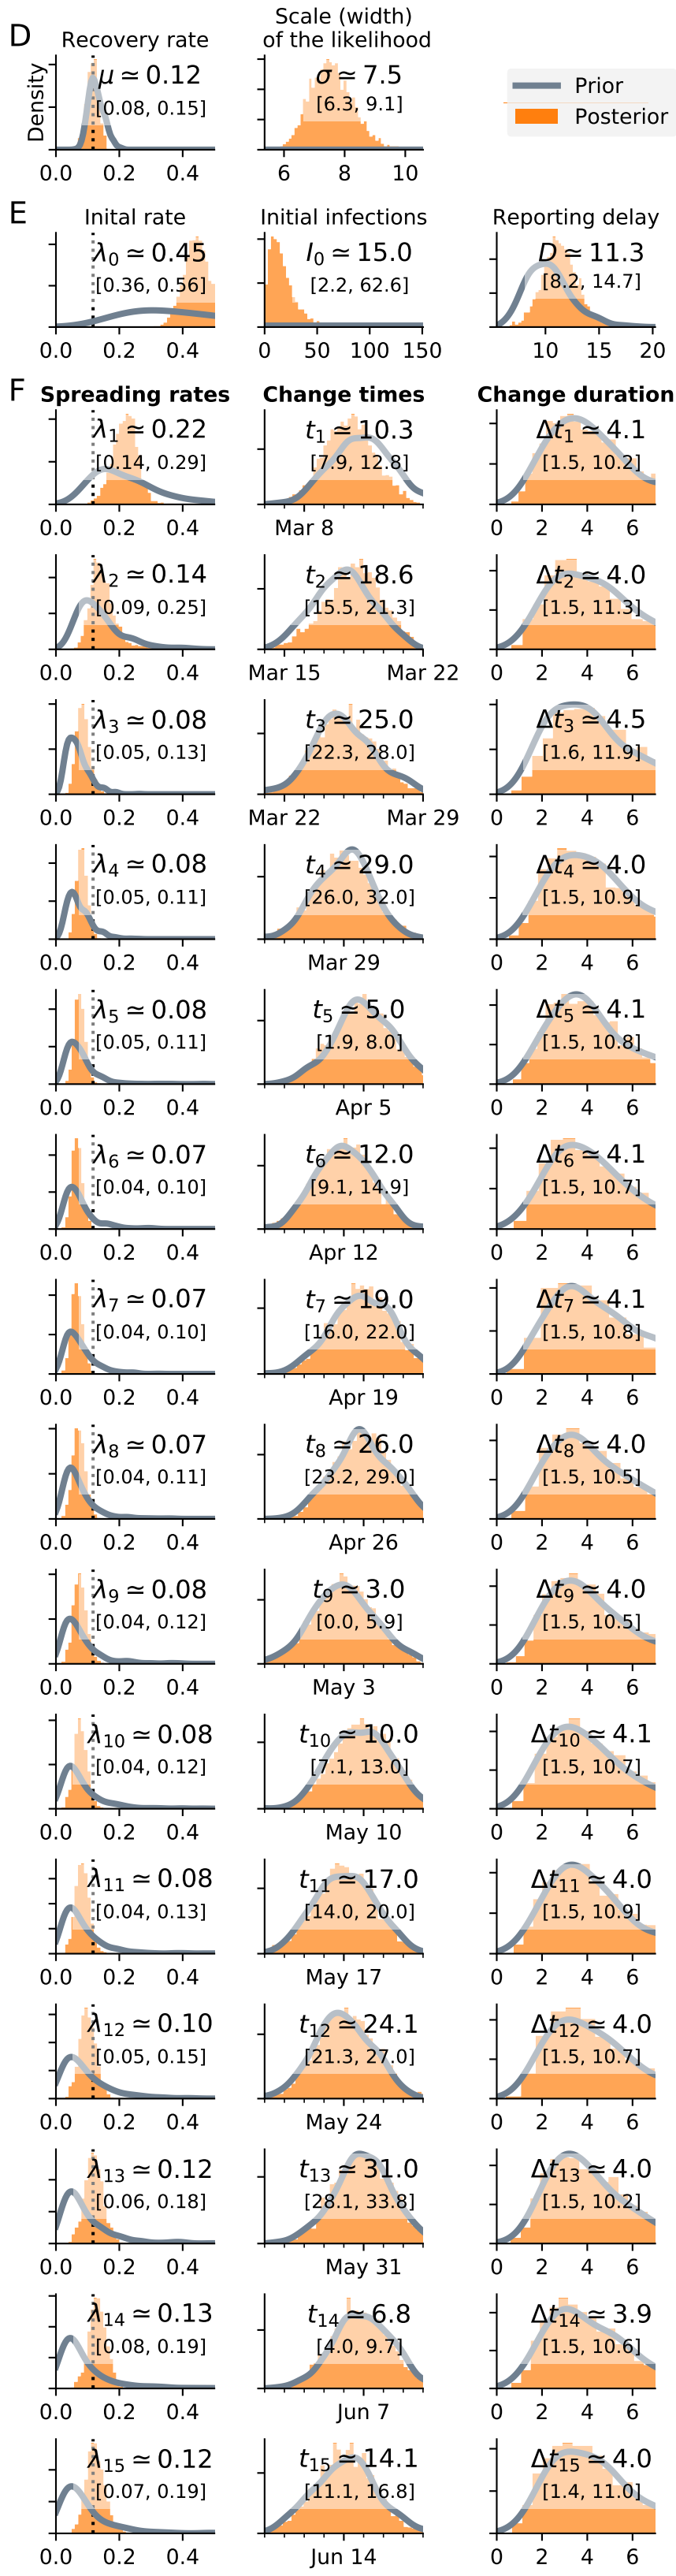 D
Recovery rate
Scale (width)
of the likelihood
Density
μ ≃ 0.12
[0.08, 0.15]
0.0 0.2 0.4
σ ≃ 7.5
[6.3, 9.1]
6 8 10
Prior
Posterior
E
Inital rate
Initial infections
Reporting delay
λ0 ≃ 0.45
[0.36, 0.56]
0.0 0.2 0.4
I0 ≃ 15.0
[2.2, 62.6]
0 50 100 150
D ≃ 11.3
[8.2, 14.7]
10 15 20
F
Spreading rates
Change times
Change duration
λ1 ≃ 0.22
[0.14, 0.29]
0.0 0.2 0.4
t1 ≃ 10.3
[7.9, 12.8]
Mar 8
Δt1 ≃ 4.1
[1.5, 10.2]
0 2 4 6
λ2 ≃ 0.14
[0.09, 0.25]
0.0 0.2 0.4
t2 ≃ 18.6
[15.5, 21.3]
Mar 15 Mar 22
Δt2 ≃ 4.0
[1.5, 11.3]
0 2 4 6
λ3 ≃ 0.08
[0.05, 0.13]
0.0 0.2 0.4
t3 ≃ 25.0
[22.3, 28.0]
Mar 22 Mar 29
Δt3 ≃ 4.5
[1.6, 11.9]
0 2 4 6
λ4 ≃ 0.08
[0.05, 0.11]
0.0 0.2 0.4
t4 ≃ 29.0
[26.0, 32.0]
Mar 29
Δt4 ≃ 4.0
[1.5, 10.9]
0 2 4 6
λ5 ≃ 0.08
[0.05, 0.11]
0.0 0.2 0.4
t5 ≃ 5.0
[1.9, 8.0]
Apr 5
Δt5 ≃ 4.1
[1.5, 10.8]
0 2 4 6
λ6 ≃ 0.07
[0.04, 0.10]
0.0 0.2 0.4
t6 ≃ 12.0
[9.1, 14.9]
Apr 12
Δt6 ≃ 4.1
[1.5, 10.7]
0 2 4 6
λ7 ≃ 0.07
[0.04, 0.10]
0.0 0.2 0.4
t7 ≃ 19.0
[16.0, 22.0]
Apr 19
Δt7 ≃ 4.1
[1.5, 10.8]
0 2 4 6
λ8 ≃ 0.07
[0.04, 0.11]
0.0 0.2 0.4
t8 ≃ 26.0
[23.2, 29.0]
Apr 26
Δt8 ≃ 4.0
[1.5, 10.5]
0 2 4 6
λ9 ≃ 0.08
[0.04, 0.12]
0.0 0.2 0.4
t9 ≃ 3.0
[0.0, 5.9]
May 3
Δt9 ≃ 4.0
[1.5, 10.5]
0 2 4 6
λ10 ≃ 0.08
[0.04, 0.12]
0.0 0.2 0.4
t10 ≃ 10.0
[7.1, 13.0]
May 10
Δt10 ≃ 4.1
[1.5, 10.7]
0 2 4 6
λ11 ≃ 0.08
[0.04, 0.13]
0.0 0.2 0.4
t11 ≃ 17.0
[14.0, 20.0]
May 17
Δt11 ≃ 4.0
[1.5, 10.9]
0 2 4 6
λ12 ≃ 0.10
[0.05, 0.15]
0.0 0.2 0.4
t12 ≃ 24.1
[21.3, 27.0]
May 24
Δt12 ≃ 4.0
[1.5, 10.7]
0 2 4 6
λ13 ≃ 0.12
[0.06, 0.18]
0.0 0.2 0.4
t13 ≃ 31.0
[28.1, 33.8]
May 31
Δt13 ≃ 4.0
[1.5, 10.2]
0 2 4 6
λ14 ≃ 0.13
[0.08, 0.19]
0.0 0.2 0.4
t14 ≃ 6.8
[4.0, 9.7]
Jun 7
Δt14 ≃ 3.9
[1.5, 10.6]
0 2 4 6
λ15 ≃ 0.12
[0.07, 0.19]
0.0 0.2 0.4
t15 ≃ 14.1
[11.1, 16.8]
Jun 14
Δt15 ≃ 4.0
[1.4, 11.0]
0 2 4 6